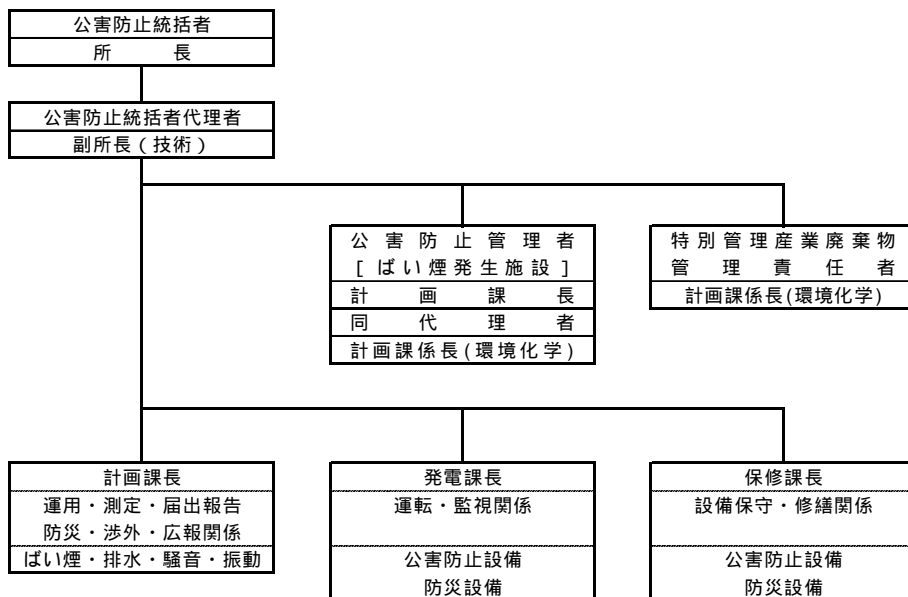 公害防止統括者
所　　長
公害防止統括者代理者
副所長（技術）
公害防止管理者
[ばい煙発生施設]
計画課長
同代理者
計画課係長(環境化学)
特別管理産業廃棄物
管理責任者
計画課係長(環境化学)
計画課長
運用・測定・届出報告
防災・渉外・広報関係
ばい煙・排水・騒音・振動
発電課長
運転・監視関係
公害防止設備
防災設備
保修課長
設備保守・修繕関係
公害防止設備
防災設備